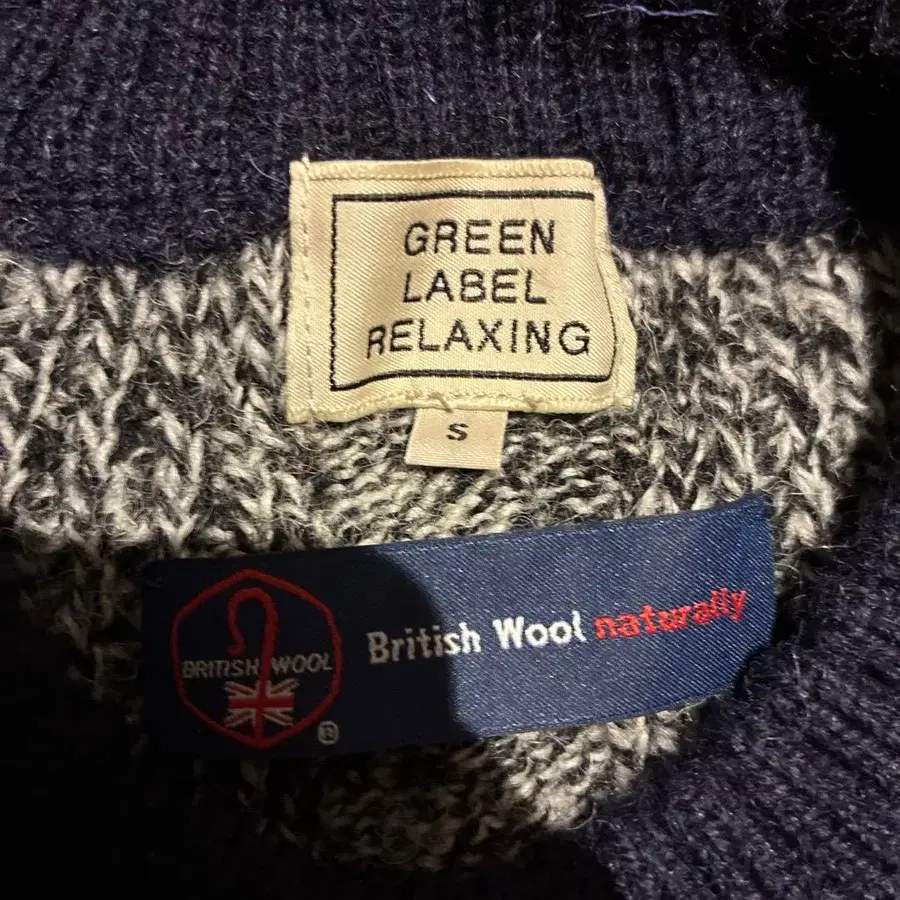 GREEN
LABEL
RELAXING
S
BRITISH WOOL
®
British Wool naturally